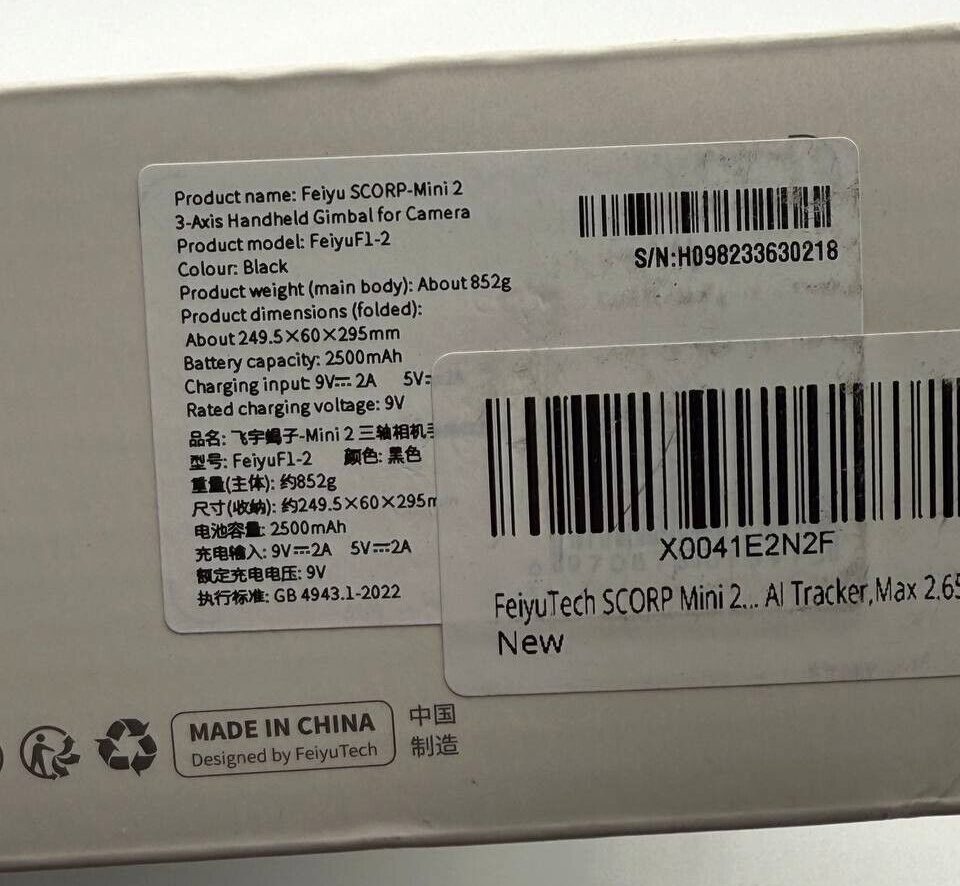 Product name: Feiyu SCORP-Mini 2
3-Axis Handheld Gimbal for Camera
Product model: FeiyuF1-2
Colour: Black
Product weight (main body): About 852g
Product dimensions (folded):
About 249.5×60×295mm
Battery capacity: 2500mAh
Charging input: 9V⎓2A 5V
Rated charging voltage: 9V
品名: 飞宇蝎子-Mini 2 三轴相机
型号: FeiyuF1-2 颜色: 黑色
重量(主体): 约852g
尺寸(收纳): 约249.5×60×295
电池容量: 2500mAh
充电输入: 9V⎓2A 5V⎓2A
额定充电电压: 9V
执行标准: GB 4943.1-2022
S/N:H098233630218
X0041E2N2F
FeiyuTech SCORP Mini 2... AI Tracker,Max 2.65
New
MADE IN CHINA
Designed by FeiyuTech
中国
制造